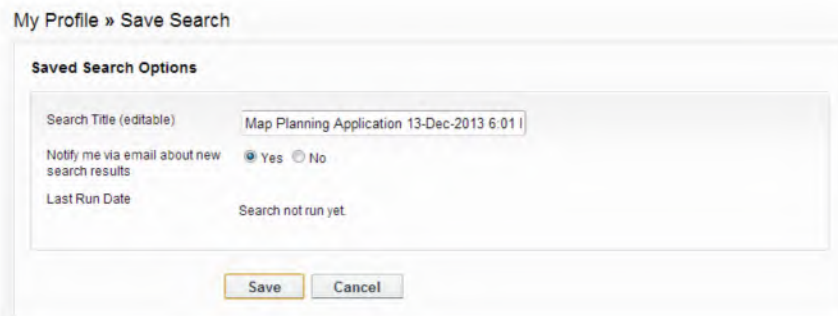 My Profile » Save Search
Saved Search Options
Search Title (editable)
Map Planning Application 13-Dec-2013 6:01
Notify me via email about new
search results
Yes No
Last Run Date
Search not run yet.
Save Cancel